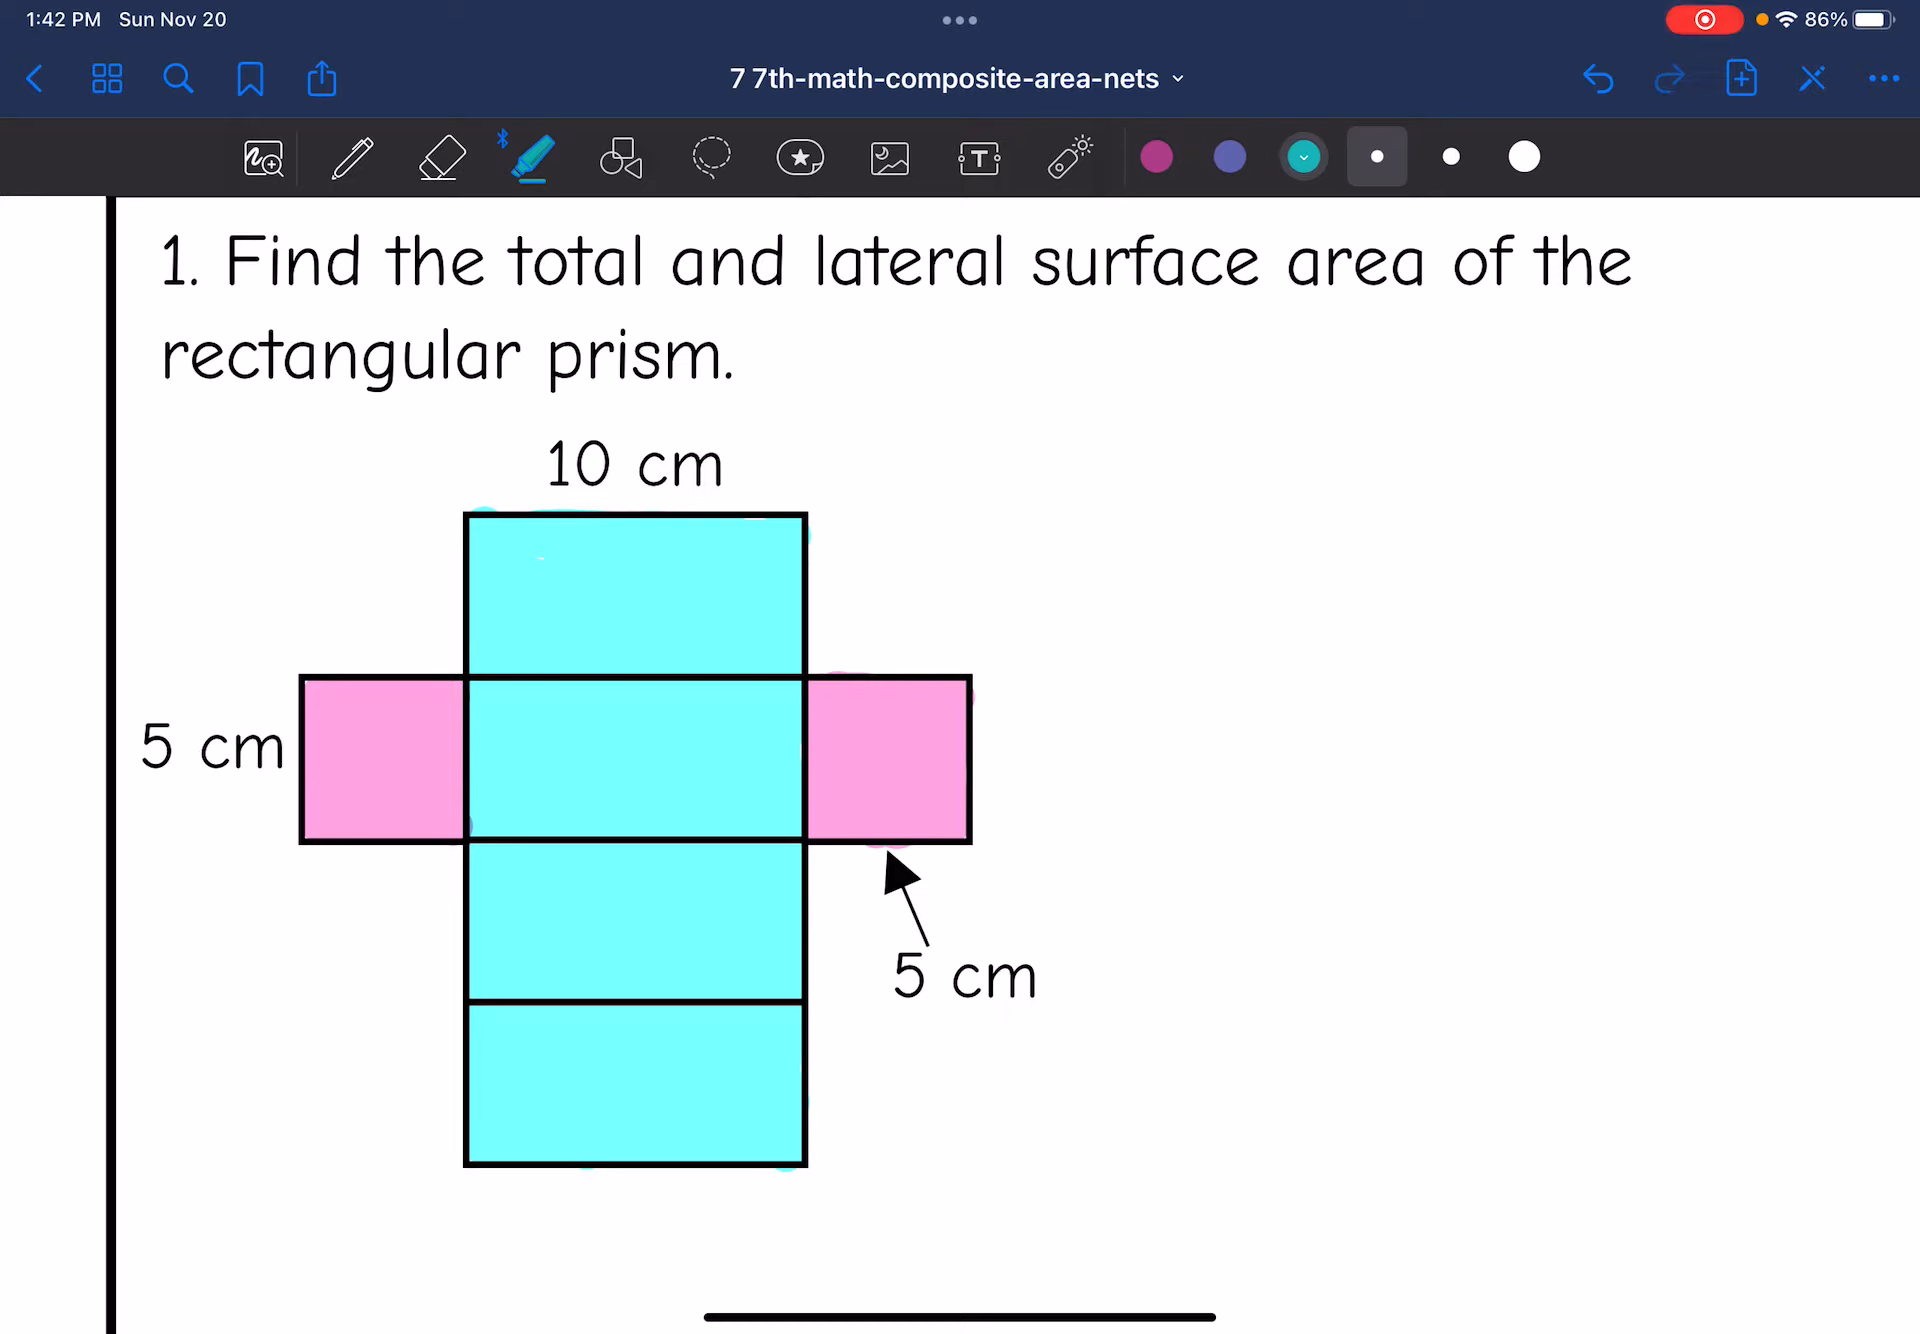 1:42 PM Sun Nov 20
86%
7 7th-math-composite-area-nets
T
1. Find the total and lateral surface area of the
rectangular prism.
10 cm
5 cm
5 cm